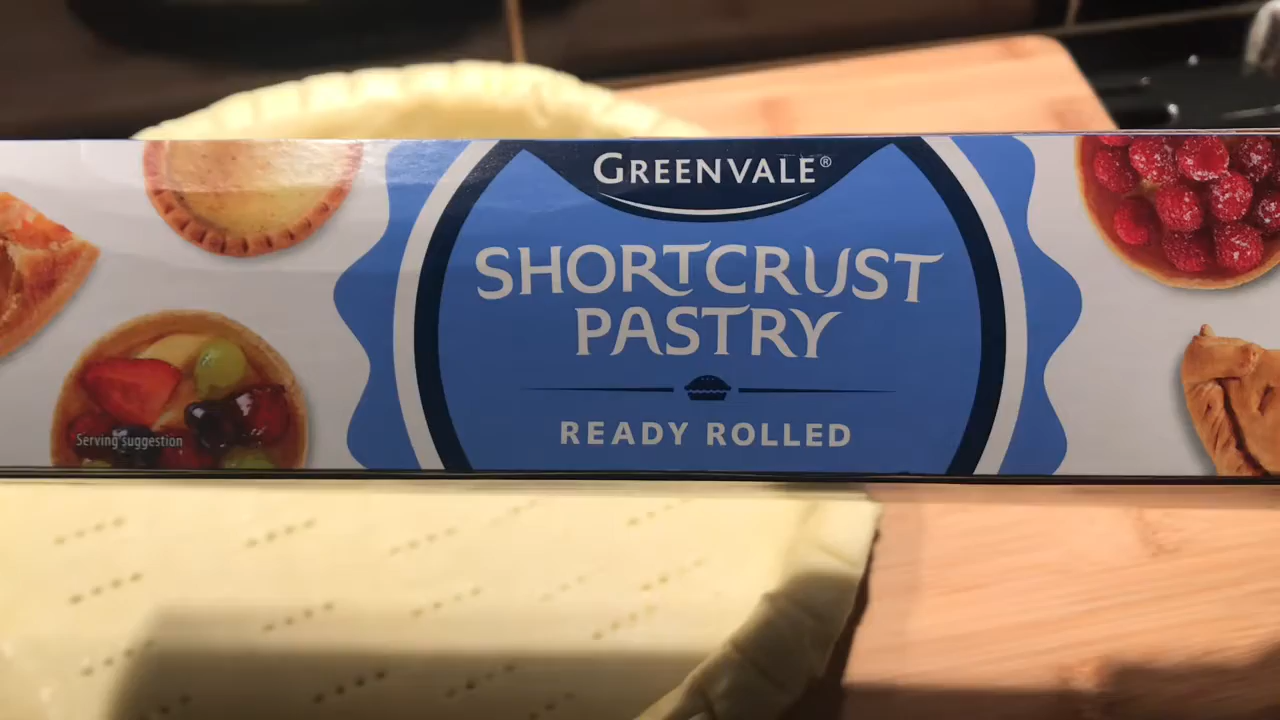 GREENVALE®
SHORTCRUST
PASTRY
READY ROLLED
Serving suggestion